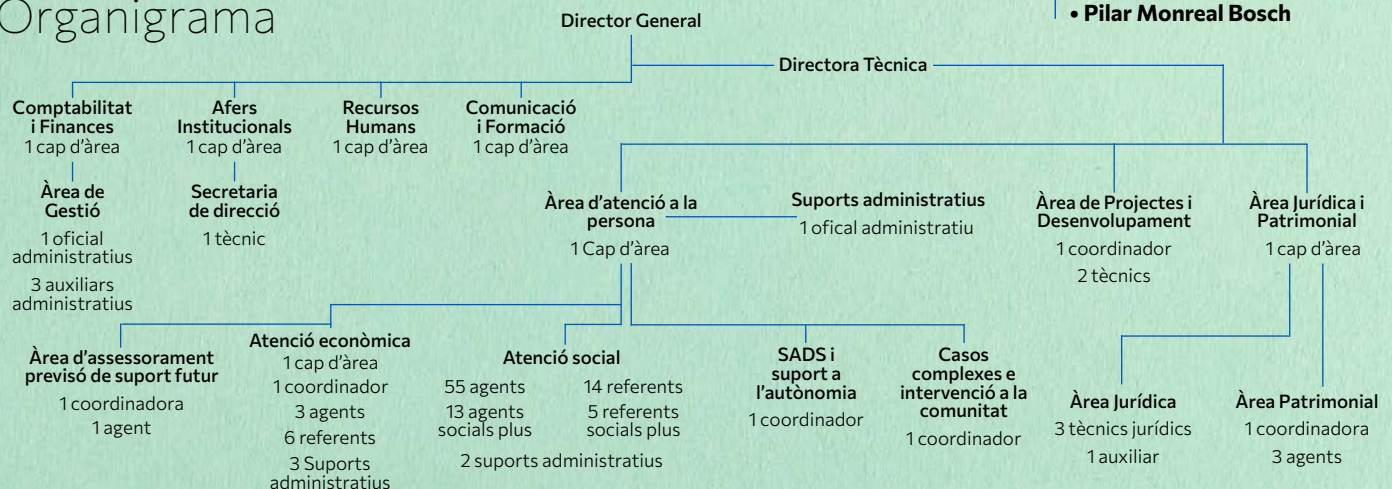 Organigrama
• Pilar Monreal Bosch
Director General
Directora Tècnica
Comptabilitat
i Finances
1 cap d'àrea
Afers
Institucionals
1 cap d'àrea
Recursos
Humans
1 cap d'àrea
Comunicació
i Formació
1 cap d'àrea
Àrea de
Gestió
1 oficial
administratius
3 auxiliars
administratius
Secretaria
de direcció
1 tècnic
Àrea d'atenció a la
persona
1 Cap d'àrea
Suports administratius
1 ofical administratiu
Àrea de Projectes i
Desenvolupament
1 coordinador
2 tècnics
Àrea Jurídica i
Patrimonial
1 cap d'àrea
Àrea d'assessorament
previsó de suport futur
1 coordinadora
1 agent
Atenció econòmica
1 cap d'àrea
1 coordinador
3 agents
6 referents
3 Suports
administratius
Atenció social
55 agents
13 agents
socials plus
14 referents
5 referents
socials plus
2 suports administratius
SADS i
suport a
l'autònomia
1 coordinador
Casos
complexes e
intervenció a la
comunitat
1 coordinador
Àrea Jurídica
3 tècnics jurídics
1 auxiliar
Àrea Patrimonial
1 coordinadora
3 agents